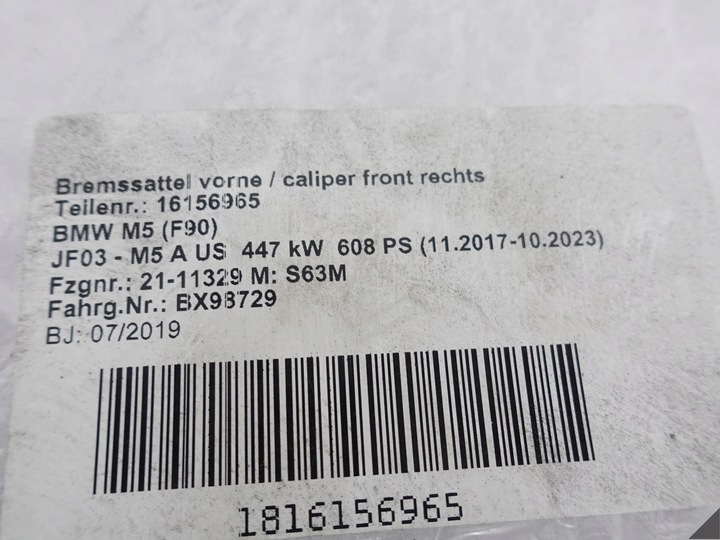 Bremssattel vorne / caliper front rechts
Teilenr.: 16156965
BMW M5 (F90)
JF03 - M5 A US 447 kW 608 PS (11.2017-10.2023)
Fzgnr.: 21-11329 M: S63M
Fahrg.Nr.: BX98729
BJ: 07/2019
1816156965